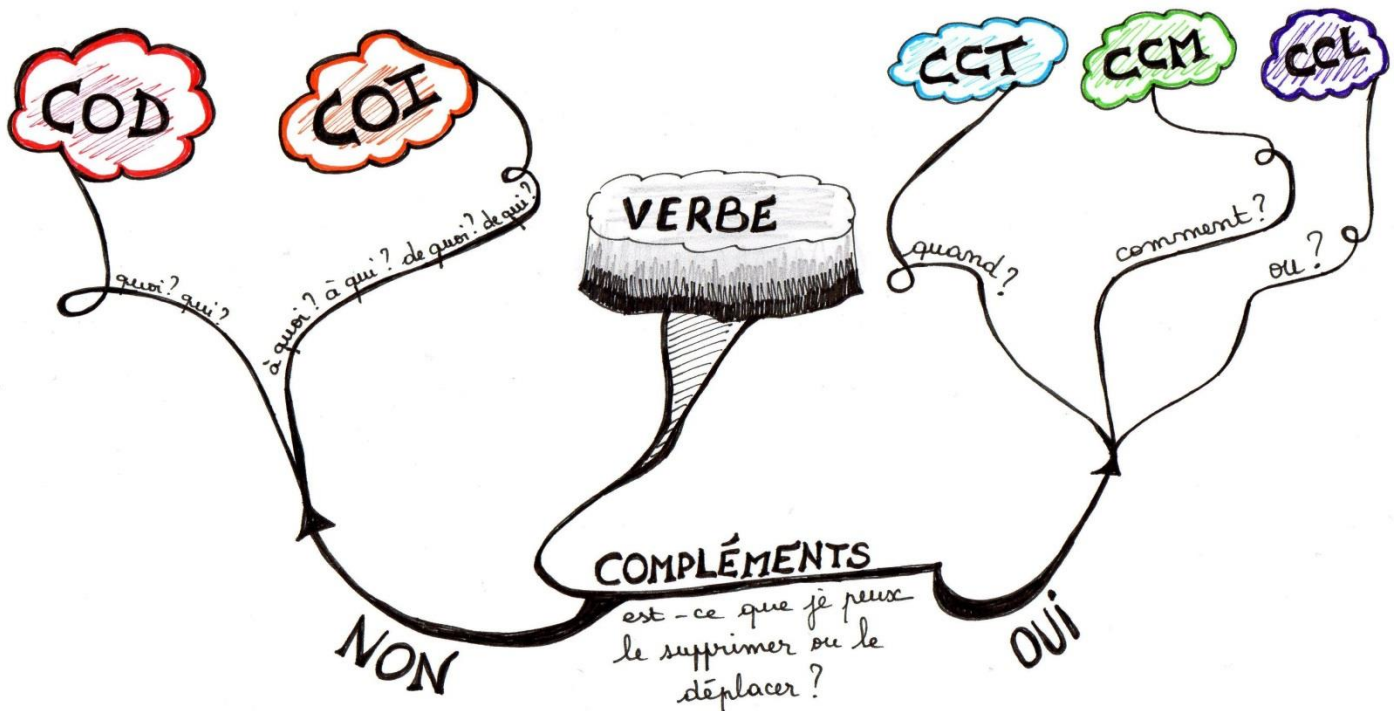 COD
COI
CCT
CCM
CCL
VERBE
quoi? qui?
à quoi? à qui? de quoi? de qui?
quand?
comment?
ou?
COMPLÉMENTS
est-ce que je peux
le supprimer ou le
déplacer?
NON
OUi